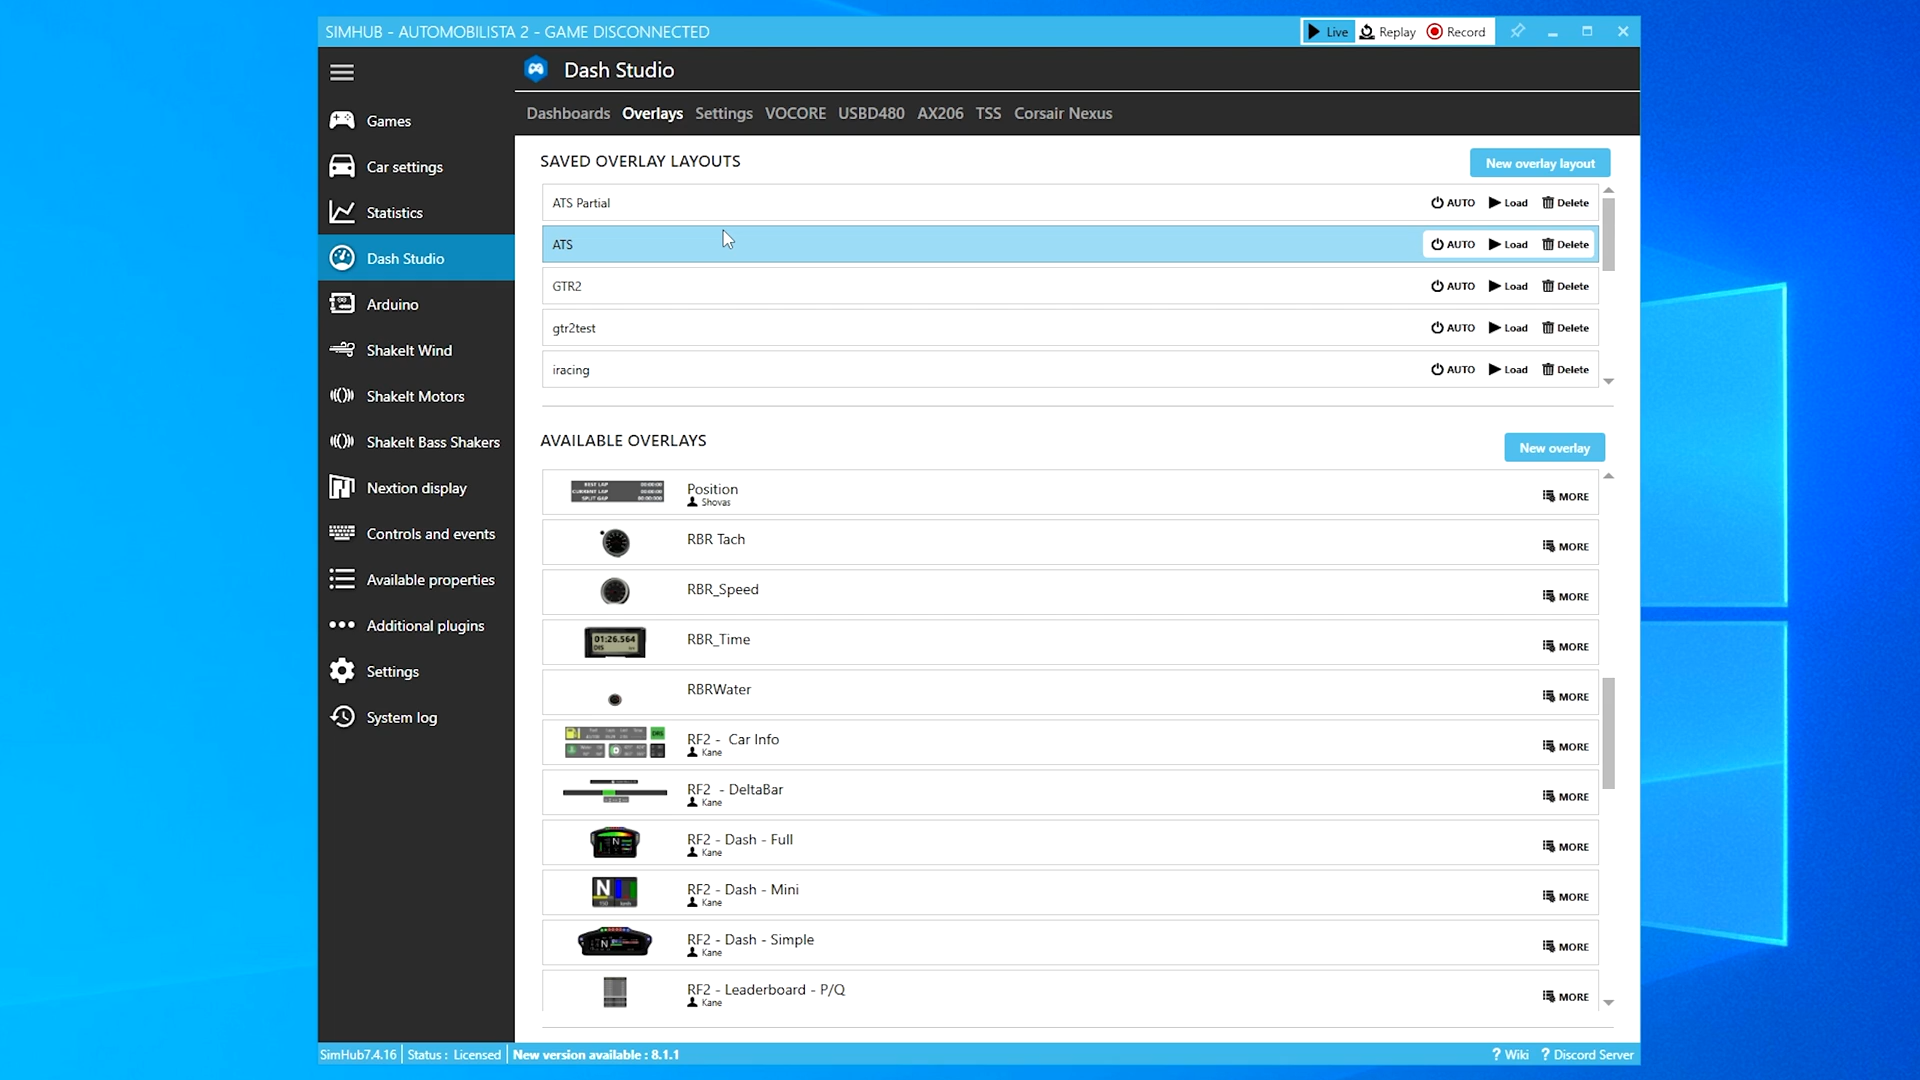 SIMHUB - AUTOMOBILISTA 2 - GAME DISCONNECTED
Live Replay Record
Dash Studio
Games
Dashboards Overlays Settings VOCORE USBD480 AX206 TSS Corsair Nexus
Car settings
Statistics
Dash Studio
Arduino
ShakeIt Wind
ShakeIt Motors
ShakeIt Bass Shakers
Nextion display
Controls and events
Available properties
Additional plugins
Settings
System log
SAVED OVERLAY LAYOUTS
New overlay layout
ATS Partial AUTO Load Delete
ATS AUTO Load Delete
GTR2 AUTO Load Delete
gtr2test AUTO Load Delete
iracing AUTO Load Delete
AVAILABLE OVERLAYS
New overlay
Position
Shovas
MORE
RBR Tach
MORE
RBR_Speed
MORE
01:26.564
RBR_Time
MORE
RBRWater
MORE
RF2 - Car Info
Kane
MORE
RF2 - DeltaBar
Kane
MORE
N
RF2 - Dash - Full
Kane
MORE
N
RF2 - Dash - Mini
Kane
MORE
N
RF2 - Dash - Simple
Kane
MORE
RF2 - Leaderboard - P/Q
Kane
MORE
SimHub7.4.16 Status : Licensed New version available : 8.1.1
? Wiki ? Discord Server